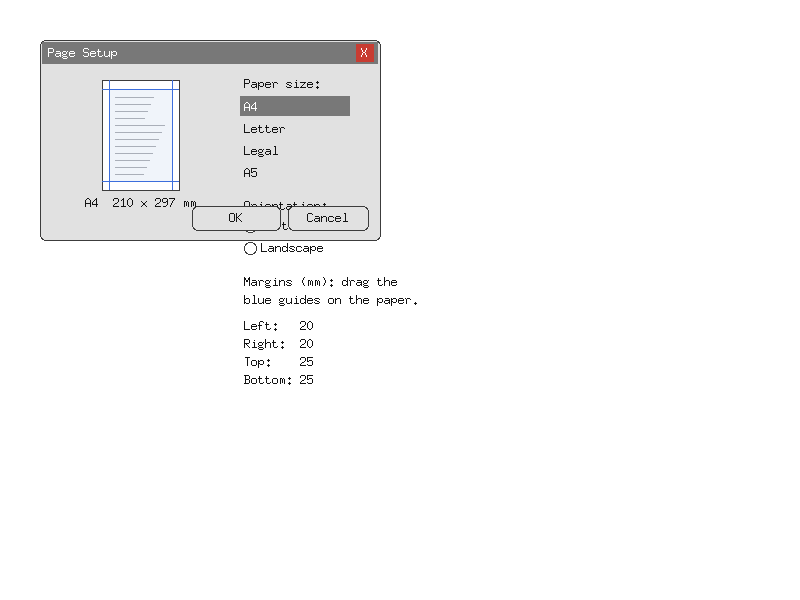 Page Setup X
Paper size:
A4
Letter
Legal
A5
A4 210 x 297 mm
Orientation:
OK Cancel
Landscape
Margins (mm): drag the
blue guides on the paper.
Left: 20
Right: 20
Top: 25
Bottom: 25